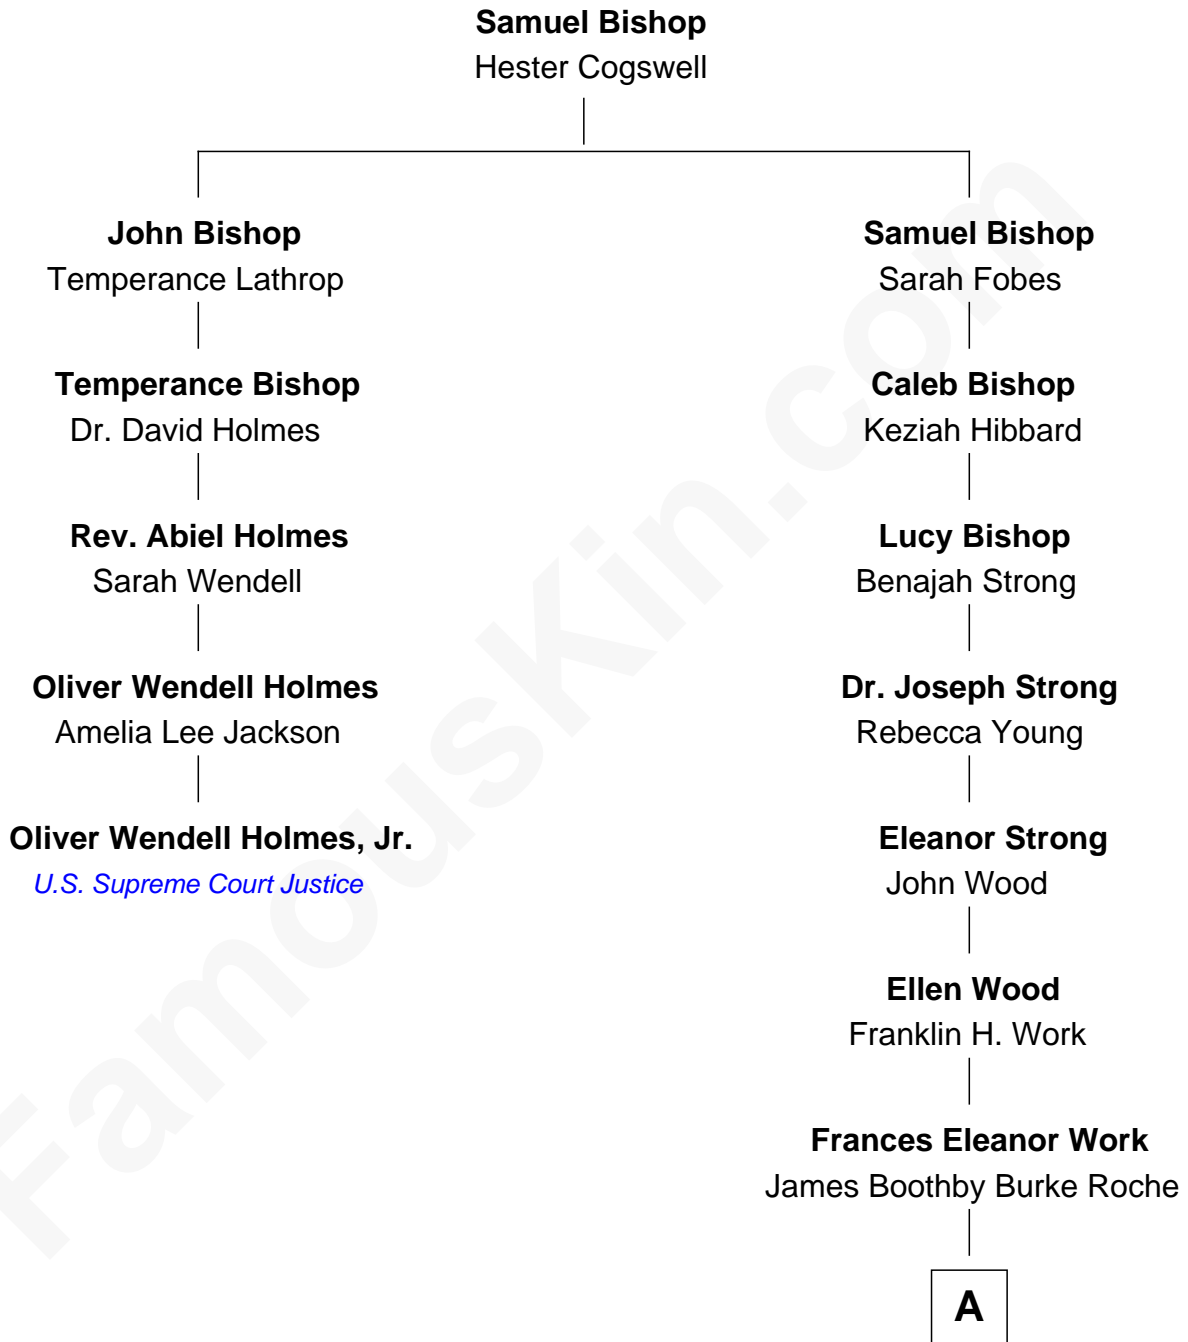 Samuel Bishop
Hester Cogswell
John Bishop
Temperance Lathrop
Samuel Bishop
Sarah Fobes
Temperance Bishop
Dr. David Holmes
Caleb Bishop
Keziah Hibbard
Rev. Abiel Holmes
Sarah Wendell
Lucy Bishop
Benajah Strong
Oliver Wendell Holmes
Amelia Lee Jackson
Dr. Joseph Strong
Rebecca Young
Oliver Wendell Holmes, Jr.
U.S. Supreme Court Justice
Eleanor Strong
John Wood
Ellen Wood
Franklin H. Work
Frances Eleanor Work
James Boothby Burke Roche
A
FamousKin.com